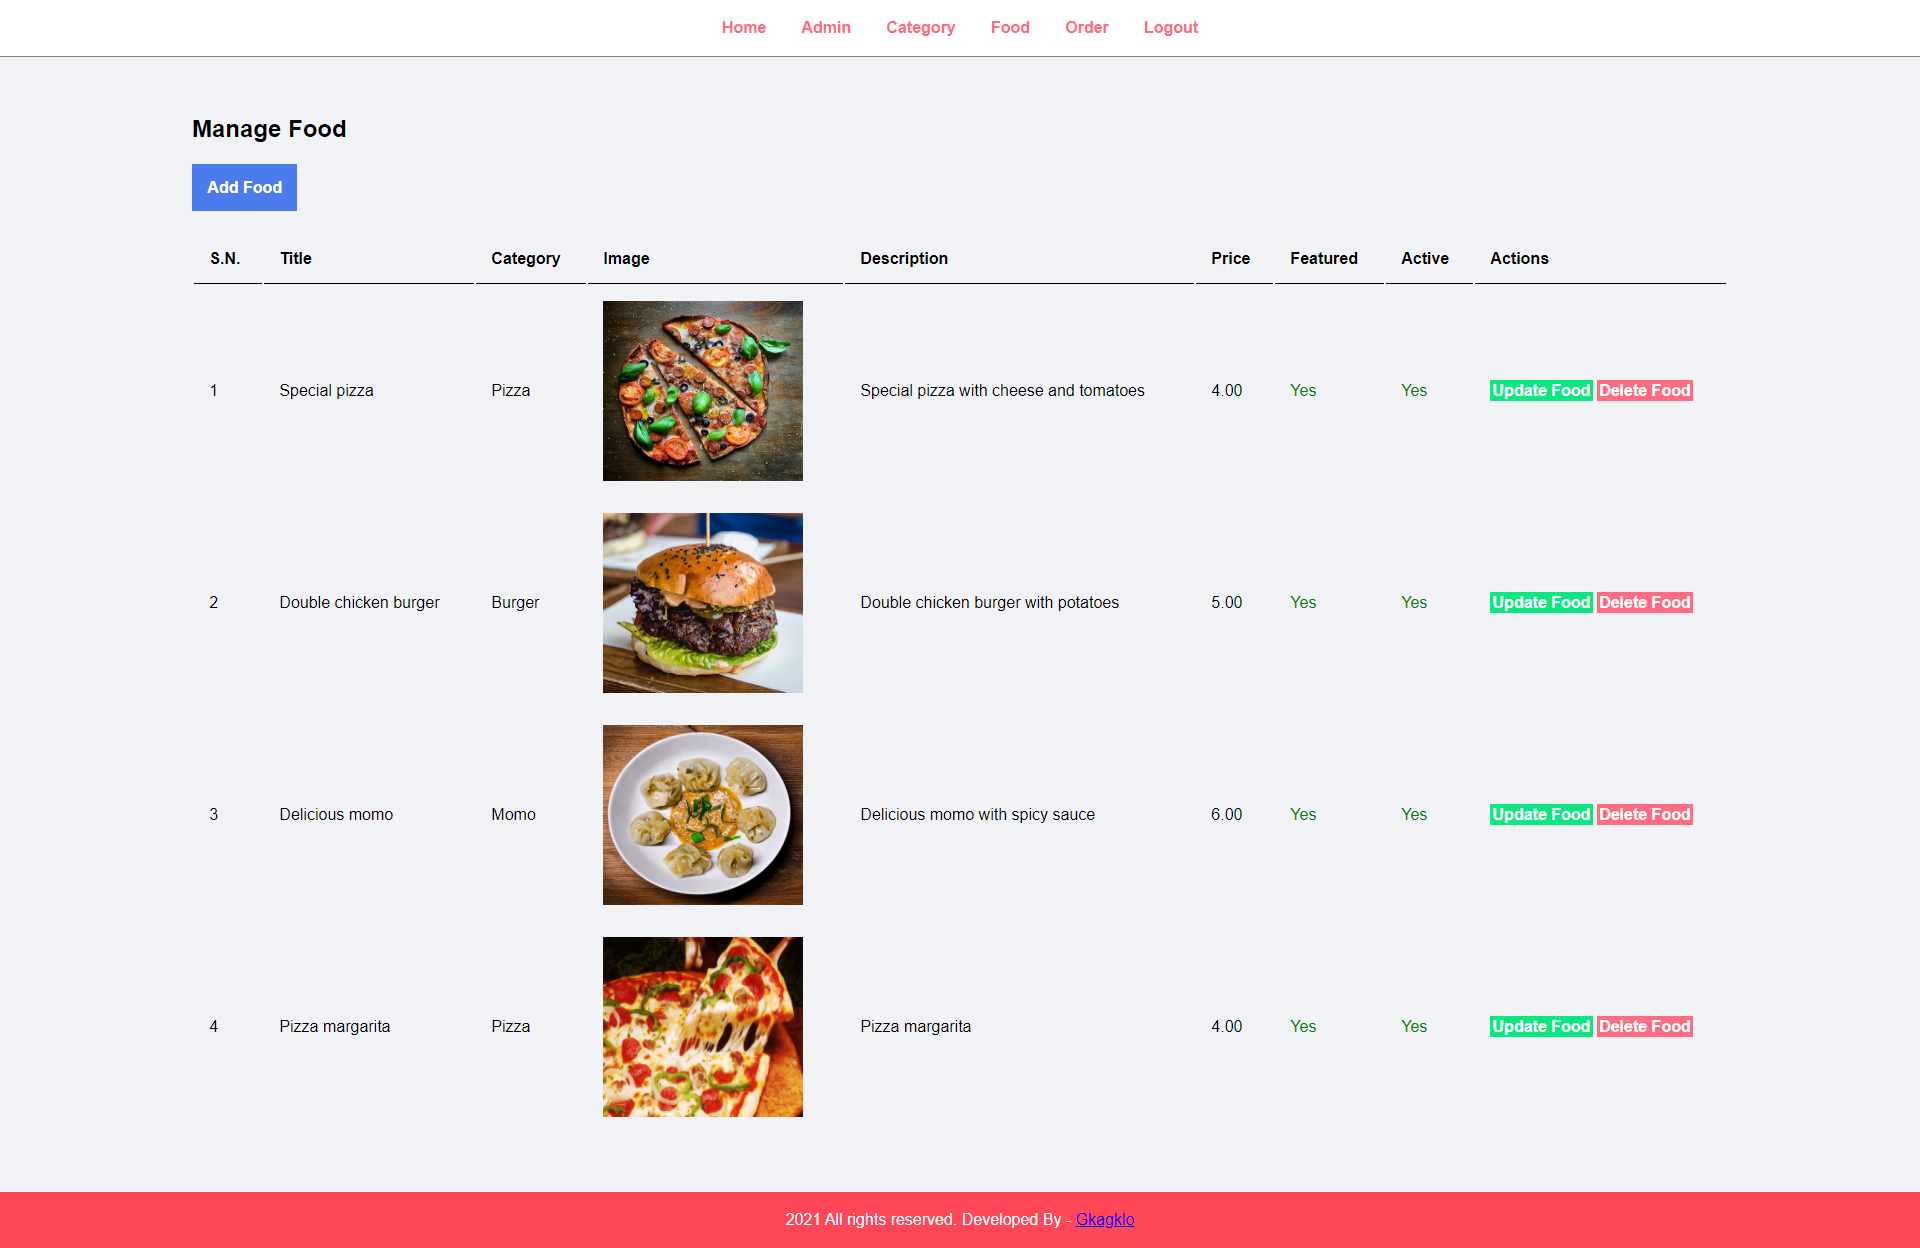 Home Admin Category Food Order Logout
Manage Food
Add Food
S.N. Title Category Image Description Price Featured Active Actions
1 Special pizza Pizza Special pizza with cheese and tomatoes 4.00 Yes Yes Update Food Delete Food
2 Double chicken burger Burger Double chicken burger with potatoes 5.00 Yes Yes Update Food Delete Food
3 Delicious momo Momo Delicious momo with spicy sauce 6.00 Yes Yes Update Food Delete Food
4 Pizza margarita Pizza Pizza margarita 4.00 Yes Yes Update Food Delete Food
2021 All rights reserved. Developed By - Gkagklo